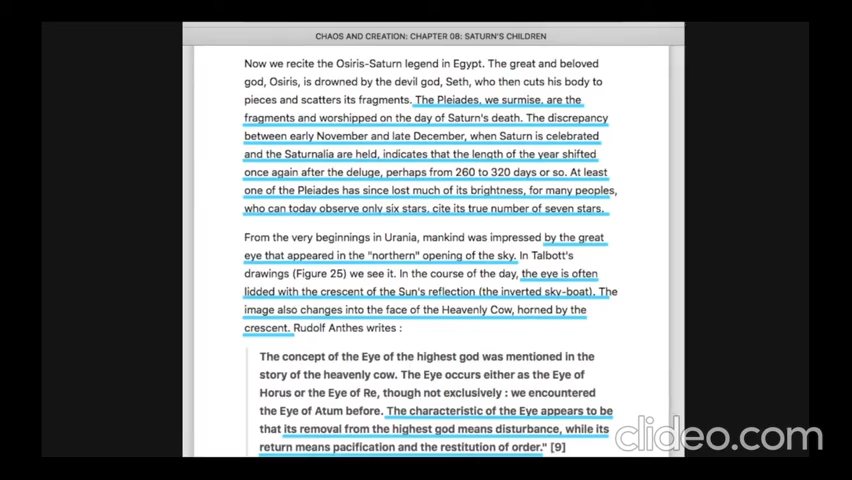 CHAOS AND CREATION: CHAPTER 08: SATURN'S CHILDREN
Now we recite the Osiris-Saturn legend in Egypt. The great and beloved
god, Osiris, is drowned by the devil god, Seth, who then cuts his body to
pieces and scatters its fragments. The Pleiades, we surmise, are the
fragments and worshipped on the day of Saturn's death. The discrepancy
between early November and late December, when Saturn is celebrated
and the Saturnalia are held, indicates that the length of the year shifted
once again after the deluge, perhaps from 260 to 320 days or so. At least
one of the Pleiades has since lost much of its brightness, for many peoples,
who can today observe only six stars, cite its true number of seven stars.
From the very beginnings in Urania, mankind was impressed by the great
eye that appeared in the "northern" opening of the sky. In Talbott's
drawings (Figure 25) we see it. In the course of the day, the eye is often
lidded with the crescent of the Sun's reflection (the inverted sky-boat). The
image also changes into the face of the Heavenly Cow, horned by the
crescent. Rudolf Anthes writes :
The concept of the Eye of the highest god was mentioned in the
story of the heavenly cow. The Eye occurs either as the Eye of
Horus or the Eye of Re, though not exclusively : we encountered
the Eye of Atum before. The characteristic of the Eye appears to be
that its removal from the highest god means disturbance, while its
return means pacification and the restitution of order." [9]
clideo.com